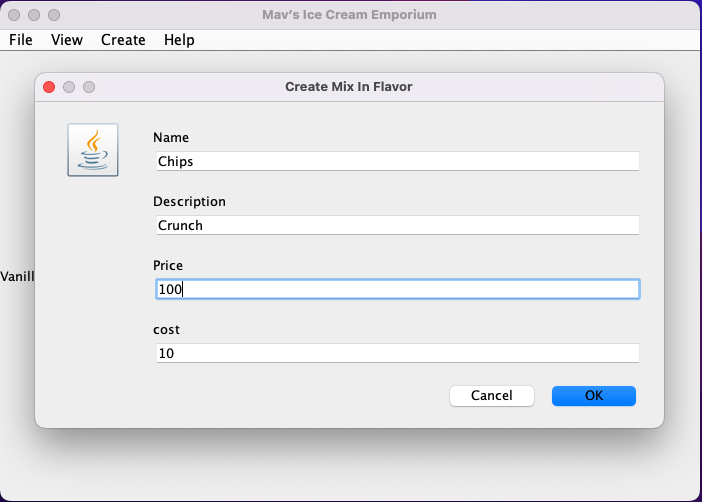 Mav's Ice Cream Emporium
File View Create Help
Create Mix In Flavor
Name
Chips
Description
Crunch
Vanill
Price
100
cost
10
Cancel OK